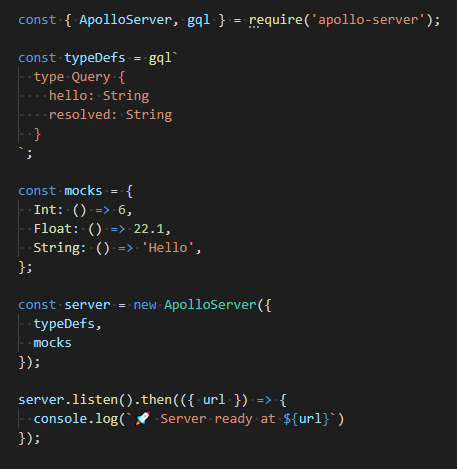 const { ApolloServer, gql } = require('apollo-server');
const typeDefs = gql`
  type Query {
    hello: String
    resolved: String
  }
`;
const mocks = {
  Int: () => 6,
  Float: () => 22.1,
  String: () => 'Hello',
};
const server = new ApolloServer({
  typeDefs,
  mocks
});
server.listen().then(({ url }) => {
  console.log(`🚀 Server ready at ${url}`)
});